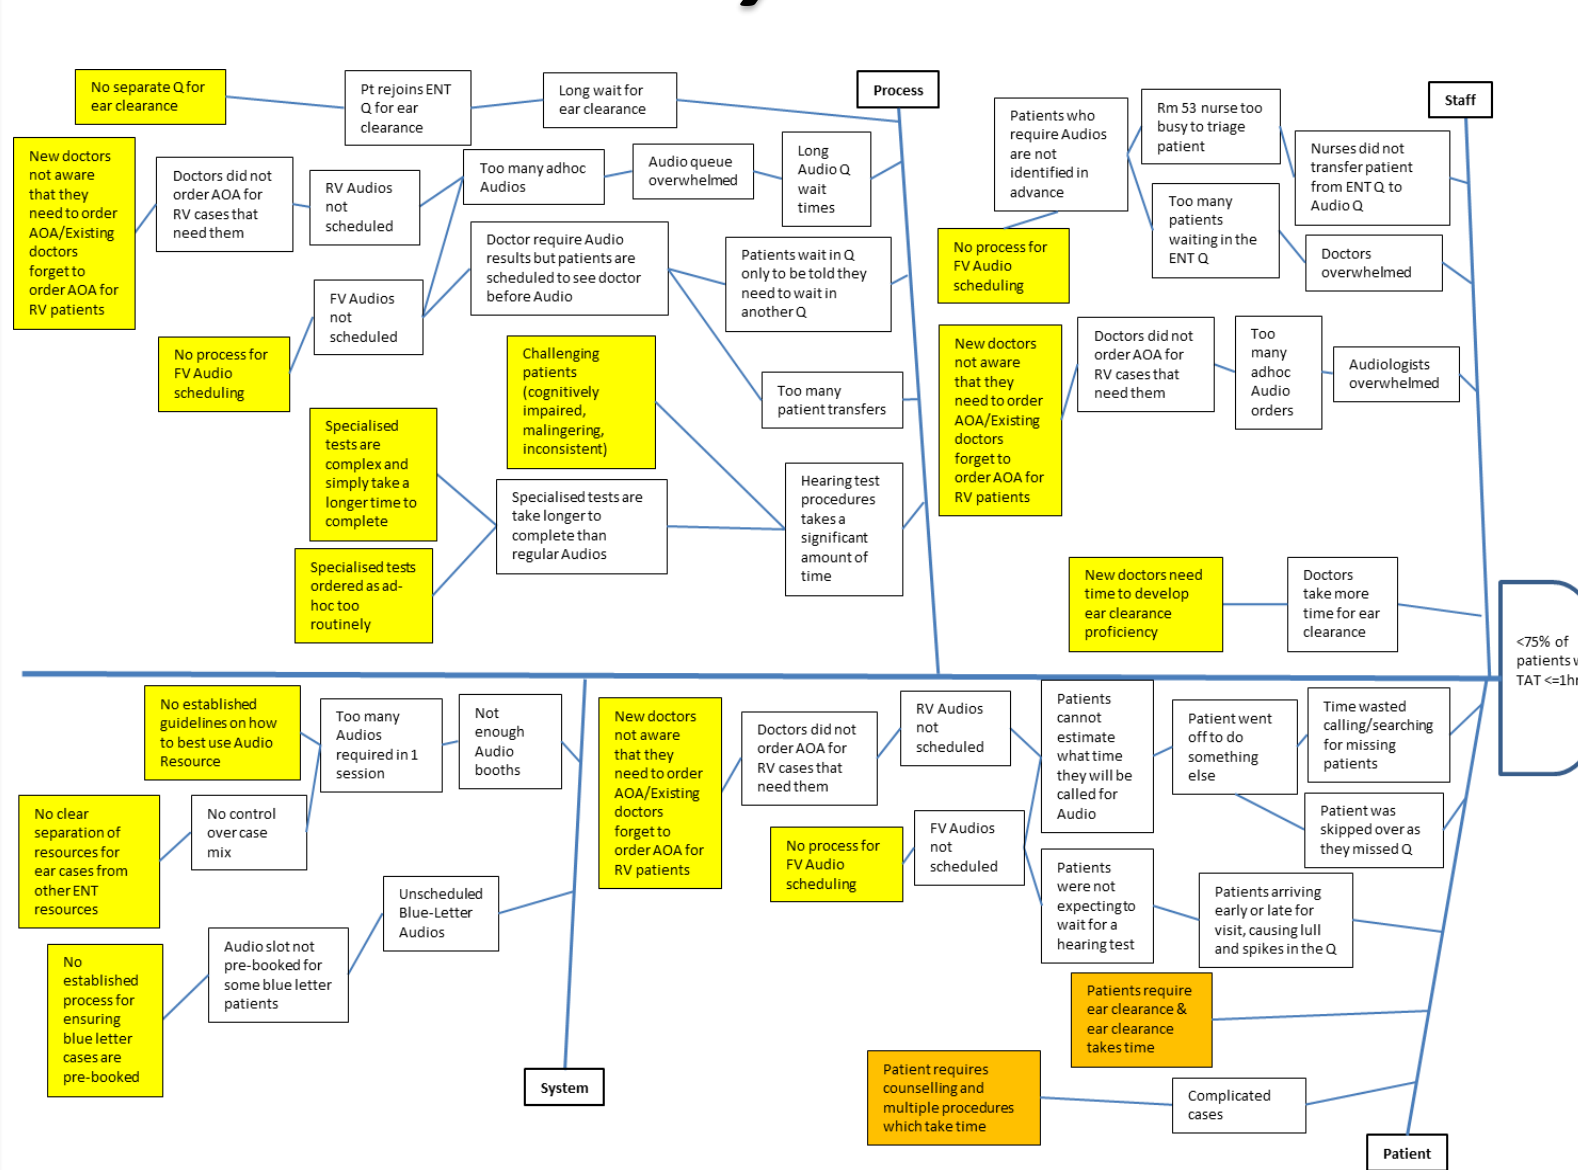 No separate Q for
ear clearance
Pt rejoins ENT
Q for ear
clearance
Long wait for
ear clearance
Process
New doctors
not aware
that they
need to order
AOA/Existing
doctors
forget to
order AOA for
RV patients
Doctors did not
order AOA for
RV cases that
need them
RV Audios
not
scheduled
Too many adhoc
Audios
Audio queue
overwhelmed
Long
Audio Q
wait
times
FV Audios
not
scheduled
No process for
FV Audio
scheduling
Doctor require Audio
results but patients are
scheduled to see doctor
before Audio
Patients wait in Q
only to be told they
need to wait in
another Q
Too many
patient transfers
Challenging
patients
(cognitively
impaired,
malingering,
inconsistent)
Specialised
tests are
complex and
simply take a
longer time to
complete
Specialised tests
ordered as ad-
hoc too
routinely
Specialised tests are
take longer to
complete than
regular Audios
Hearing test
procedures
takes a
significant
amount of
time
Staff
Patients who
require Audios
are not
identified in
advance
Rm 53 nurse too
busy to triage
patient
Nurses did not
transfer patient
from ENT Q to
Audio Q
Too many
patients
waiting in the
ENT Q
Doctors
overwhelmed
No process for
FV Audio
scheduling
New doctors
not aware
that they
need to order
AOA/Existing
doctors
forget to
order AOA for
RV patients
Doctors did not
order AOA for
RV cases that
need them
Too
many
adhoc
Audio
orders
Audiologists
overwhelmed
New doctors need
time to develop
ear clearance
proficiency
Doctors
take more
time for ear
clearance
<75% of
patients
TAT <=1hr
No established
guidelines on how
to best use Audio
Resource
Too many
Audios
required in 1
session
Not
enough
Audio
booths
No clear
separation of
resources for
ear cases from
other ENT
resources
No control
over case
mix
Unscheduled
Blue-Letter
Audios
Audio slot not
pre-booked for
some blue letter
patients
No
established
process for
ensuring
blue letter
cases are
pre-booked
System
New doctors
not aware
that they
need to order
AOA/Existing
doctors
forget to
order AOA for
RV patients
Doctors did not
order AOA for
RV cases that
need them
RV Audios
not
scheduled
No process for
FV Audio
scheduling
FV Audios
not
scheduled
Patients
cannot
estimate
what time
they will be
called for
Audio
Patient went
off to do
something
else
Time wasted
calling/searching
for missing
patients
Patient was
skipped over as
they missed Q
Patients
were not
expecting to
wait for a
hearing test
Patients arriving
early or late for
visit, causing lull
and spikes in the Q
Patients require
ear clearance &
ear clearance
takes time
Patient requires
counselling and
multiple procedures
which take time
Complicated
cases
Patient